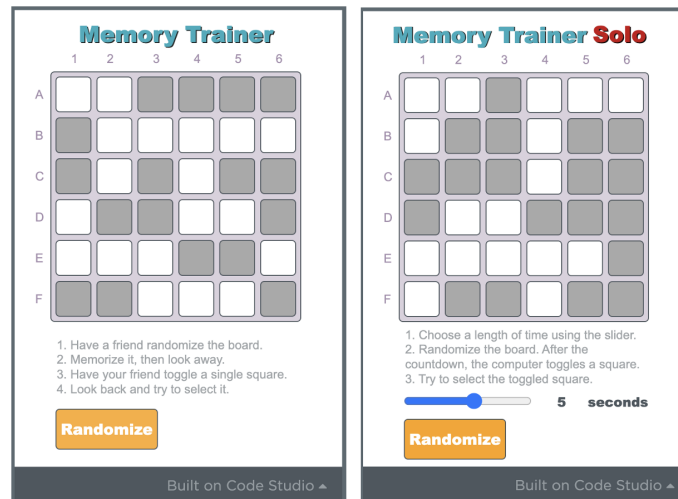 Memory Trainer
1 2 3 4 5 6
A
B
C
D
E
F
1. Have a friend randomize the board.
2. Memorize it, then look away.
3. Have your friend toggle a single square.
4. Look back and try to select it.
Randomize
Built on Code Studio
Memory Trainer Solo
1 2 3 4 5 6
A
B
C
D
E
F
1. Choose a length of time using the slider.
2. Randomize the board. After the
countdown, the computer toggles a square.
3. Try to select the toggled square.
5 seconds
Randomize
Built on Code Studio